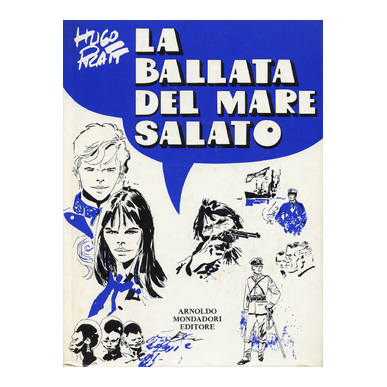 HUGO
PRATT
LA
BALLATA
DEL MARE
SALATO
ARNOLDO
MONDADORI
EDITORE